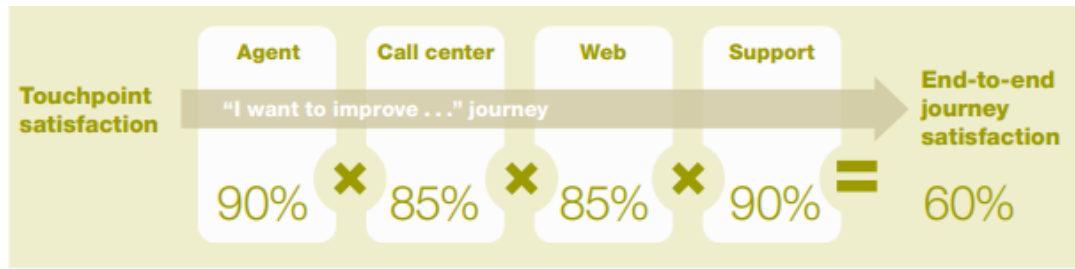 Agent
Call center
Web
Support
Touchpoint
satisfaction
“I want to improve . . .” journey
End-to-end
journey
satisfaction
90% × 85% × 85% × 90% = 60%